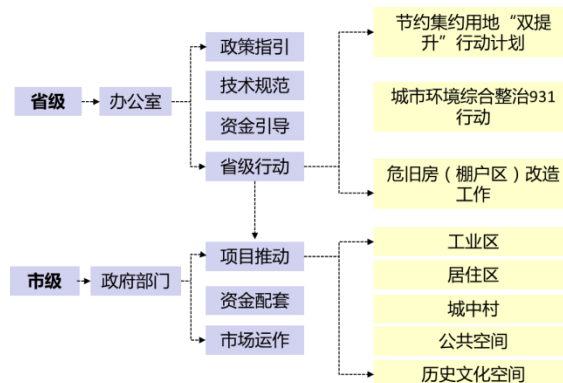 省级
办公室
政策指引
技术规范
资金引导
省级行动
节约集约用地“双提
升”行动计划
城市环境综合整治931
行动
危旧房（棚户区）改造
工作
市级
政府部门
项目推动
资金配套
市场运作
工业区
居住区
城中村
公共空间
历史文化空间